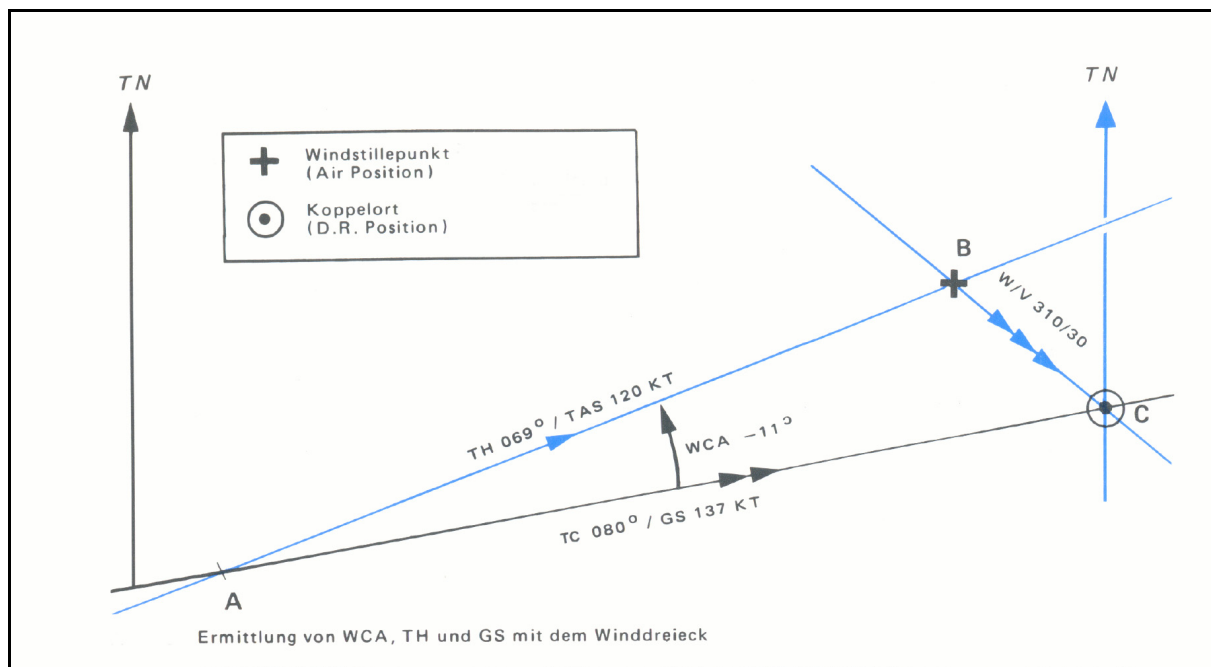 TN
TN
Windstillepunkt
(Air Position)
Koppelort
(D.R. Position)
B
W/V 310/30
TH 069° / TAS 120 KT
WCA −11°
C
TC 080° / GS 137 KT
A
Ermittlung von WCA, TH und GS mit dem Winddreieck